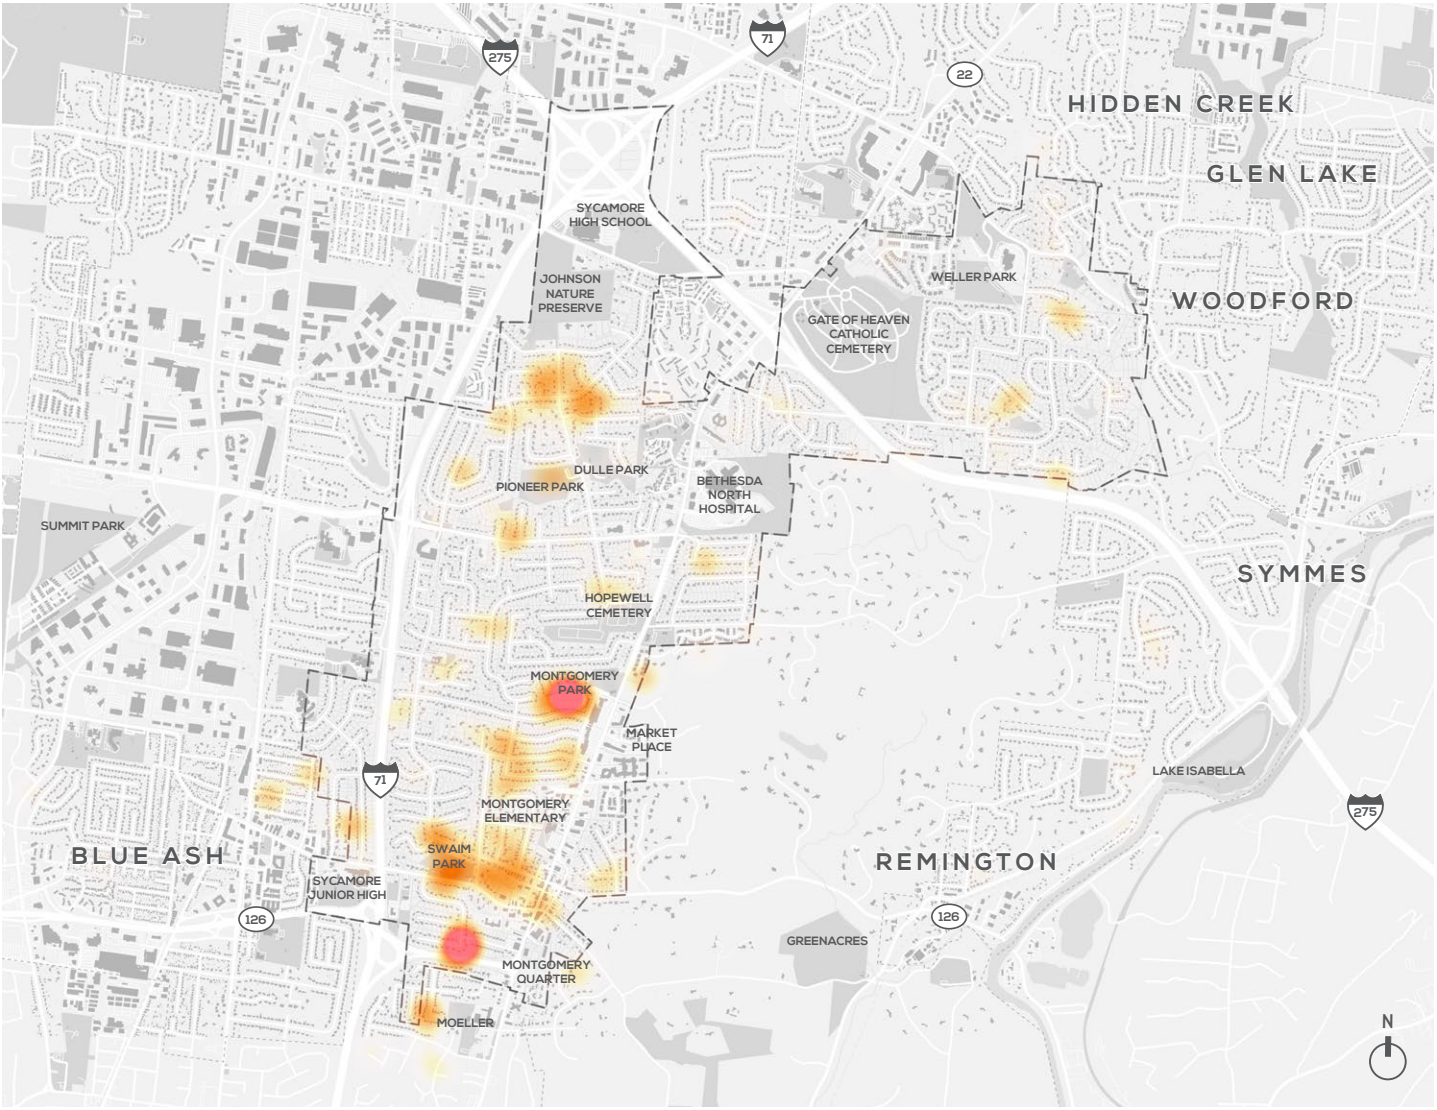 71
275
22
HIDDEN CREEK
GLEN LAKE
SYCAMORE
HIGH SCHOOL
WELLER PARK
JOHNSON
NATURE
PRESERVE
WOODFORD
GATE OF HEAVEN
CATHOLIC
CEMETERY
DULLE PARK
PIONEER PARK
BETHESDA
NORTH
HOSPITAL
SUMMIT PARK
SYMMES
HOPEWELL
CEMETERY
MONTGOMERY
PARK
MARKET
PLACE
LAKE ISABELLA
71
MONTGOMERY
ELEMENTARY
275
BLUE ASH
SWAIM
PARK
REMINGTON
SYCAMORE
JUNIOR HIGH
126
126
GREENACRES
MONTGOMERY
QUARTER
MOELLER
N